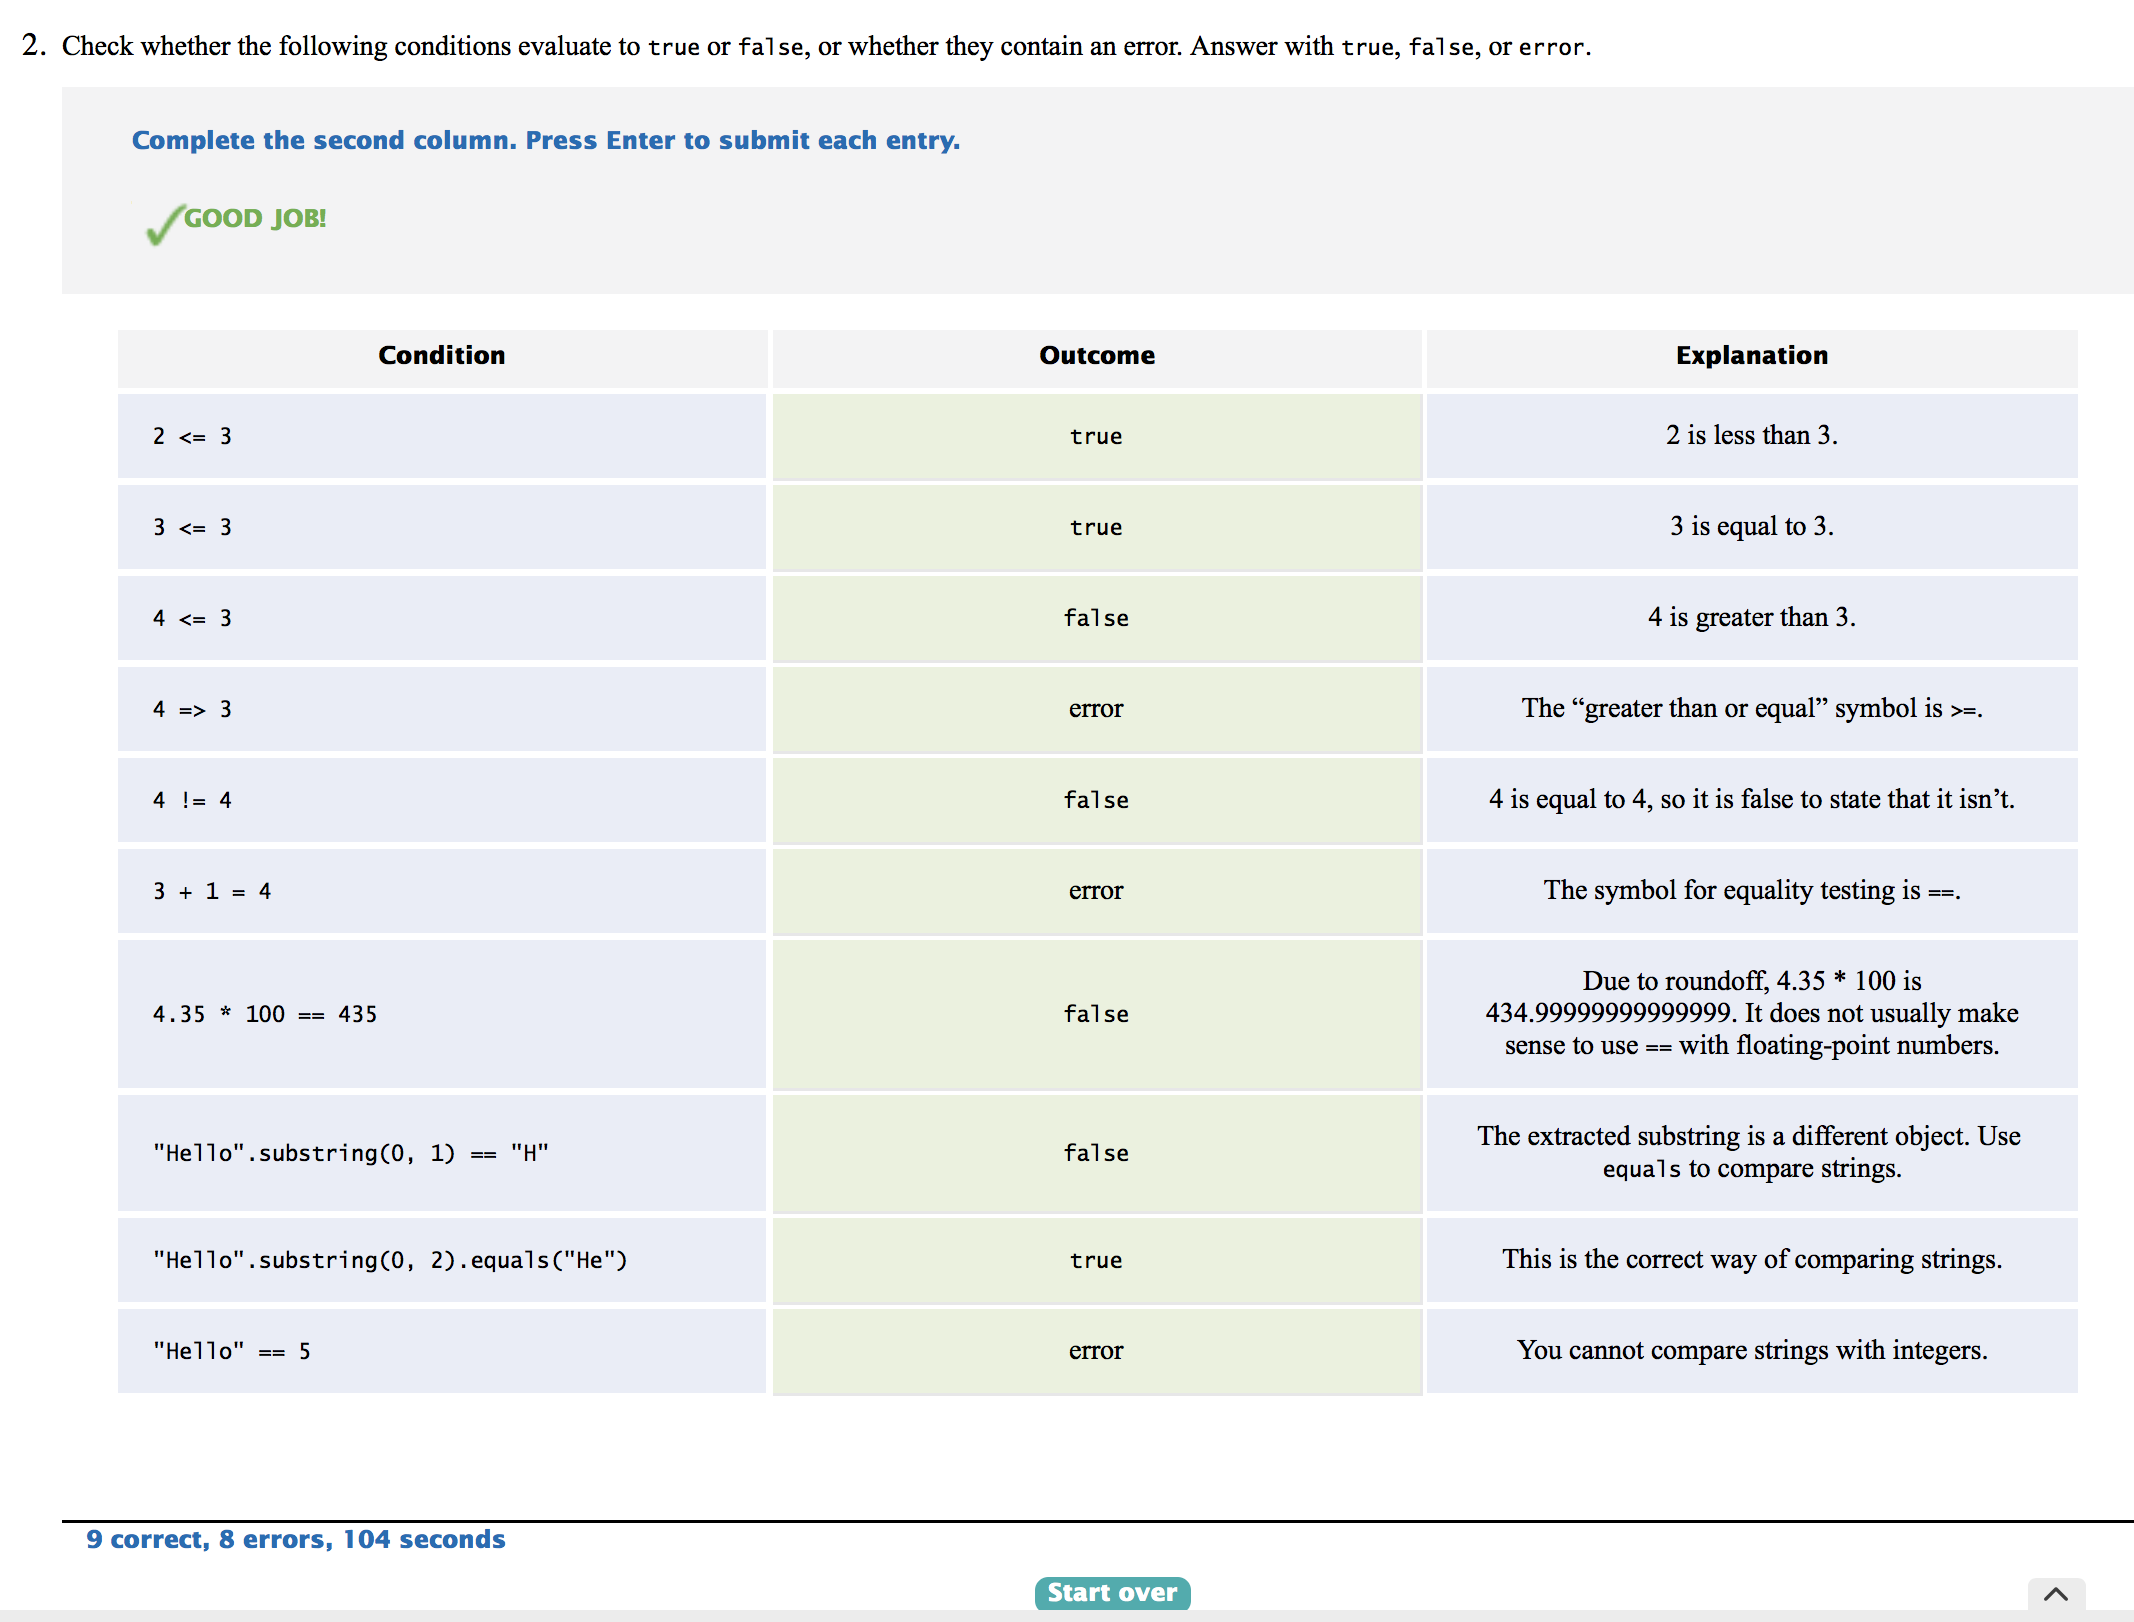 2. Check whether the following conditions evaluate to true or false, or whether they contain an error. Answer with true, false, or error.
Complete the second column. Press Enter to submit each entry.
GOOD JOB!
Condition Outcome Explanation
2 <= 3 true 2 is less than 3.
3 <= 3 true 3 is equal to 3.
4 <= 3 false 4 is greater than 3.
4 => 3 error The “greater than or equal” symbol is >=.
4 != 4 false 4 is equal to 4, so it is false to state that it isn’t.
3 + 1 = 4 error The symbol for equality testing is ==.
4.35 * 100 == 435 false Due to roundoff, 4.35 * 100 is
434.99999999999999. It does not usually make
sense to use == with floating-point numbers.
"Hello".substring(0, 1) == "H" false The extracted substring is a different object. Use
equals to compare strings.
"Hello".substring(0, 2).equals("He") true This is the correct way of comparing strings.
"Hello" == 5 error You cannot compare strings with integers.
9 correct, 8 errors, 104 seconds
Start over